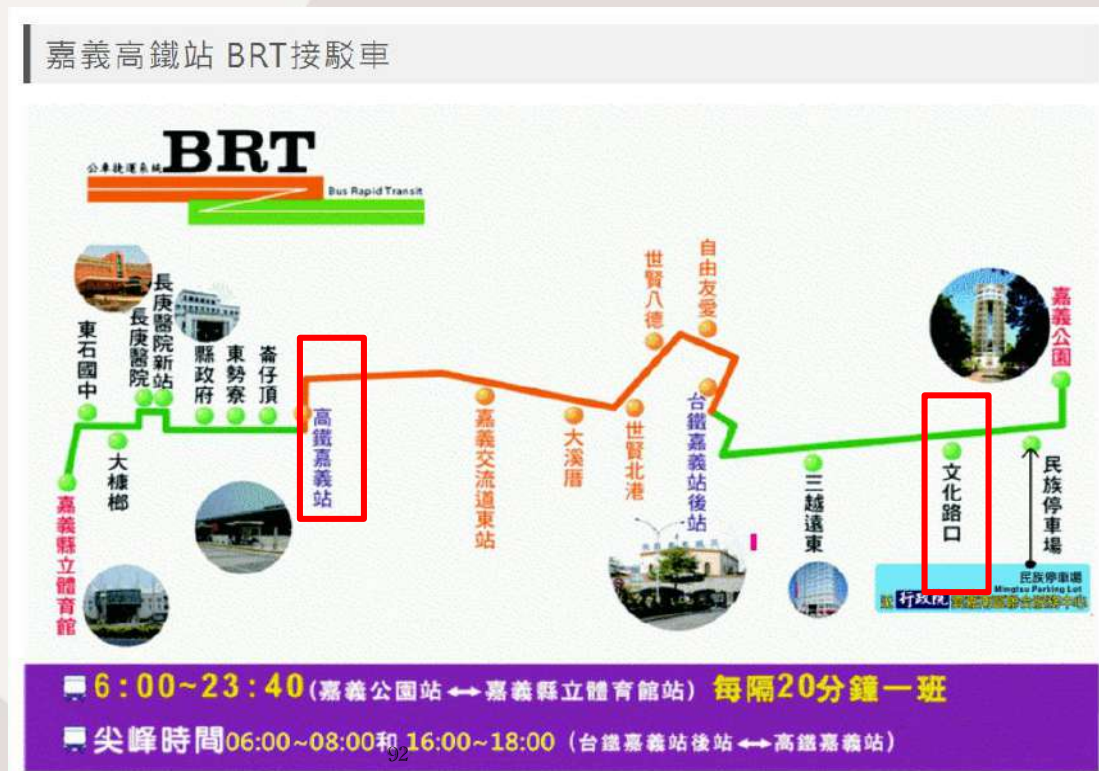 嘉義高鐵站 BRT接駁車
公車捷運系統 BRT
Bus Rapid Transit
東石國中
長庚醫院
長庚醫院新站
縣政府
東勢寮
崙仔頂
世賢八德
自由友愛
嘉義公園
嘉義縣立體育館
大槺榔
高鐵嘉義站
嘉義交流道東站
大溪厝
世賢北港
台鐵嘉義站後站
三越遠東
文化路口
民族停車場
民族停車場
Mingtsu Parking Lot
行政院
6:00~23:40(嘉義公園站↔嘉義縣立體育館站) 每隔20分鐘一班
尖峰時間06:00~08:00和 16:00~18:00 (台鐵嘉義站後站↔高鐵嘉義站)
92